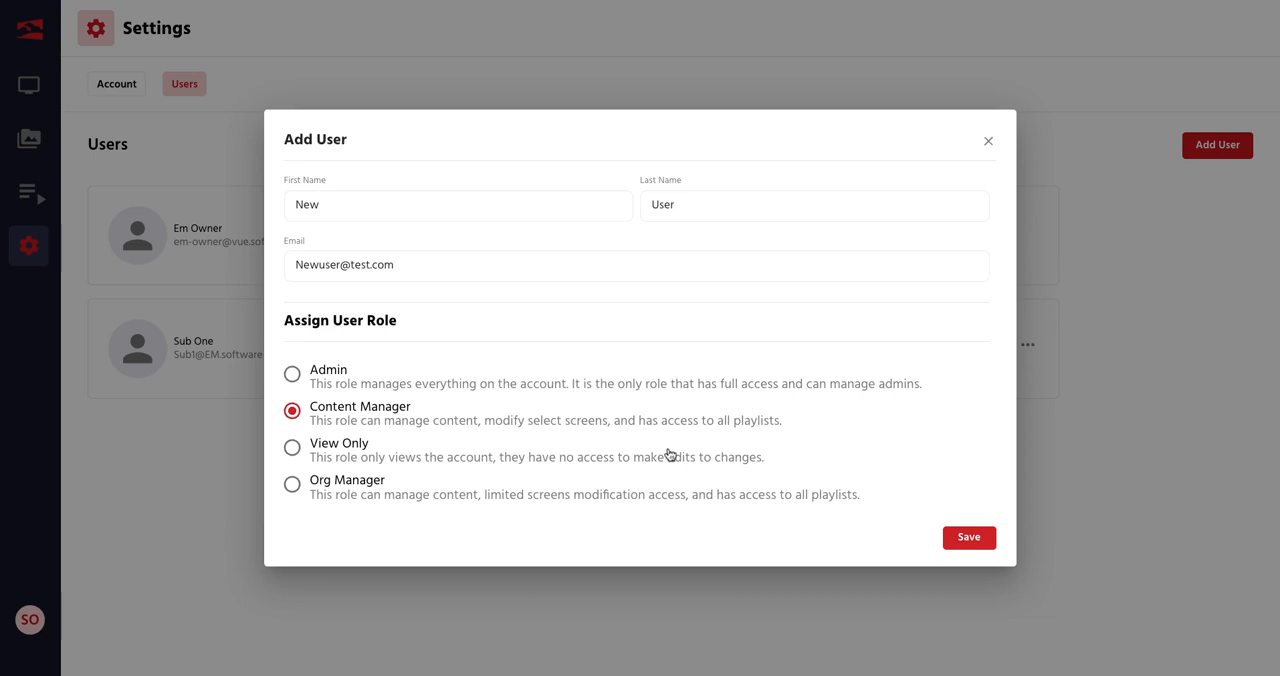 Settings
Account
Users
Users
Add User
Em Owner
em-owner@vue.sof
Sub One
Sub1@EM.software
Add User
First Name
Last Name
New
User
Email
Newuser@test.com
Assign User Role
Admin
This role manages everything on the account. It is the only role that has full access and can manage admins.
Content Manager
This role can manage content, modify select screens, and has access to all playlists.
View Only
This role only views the account, they have no access to make edits to changes.
Org Manager
This role can manage content, limited screens modification access, and has access to all playlists.
Save
SO